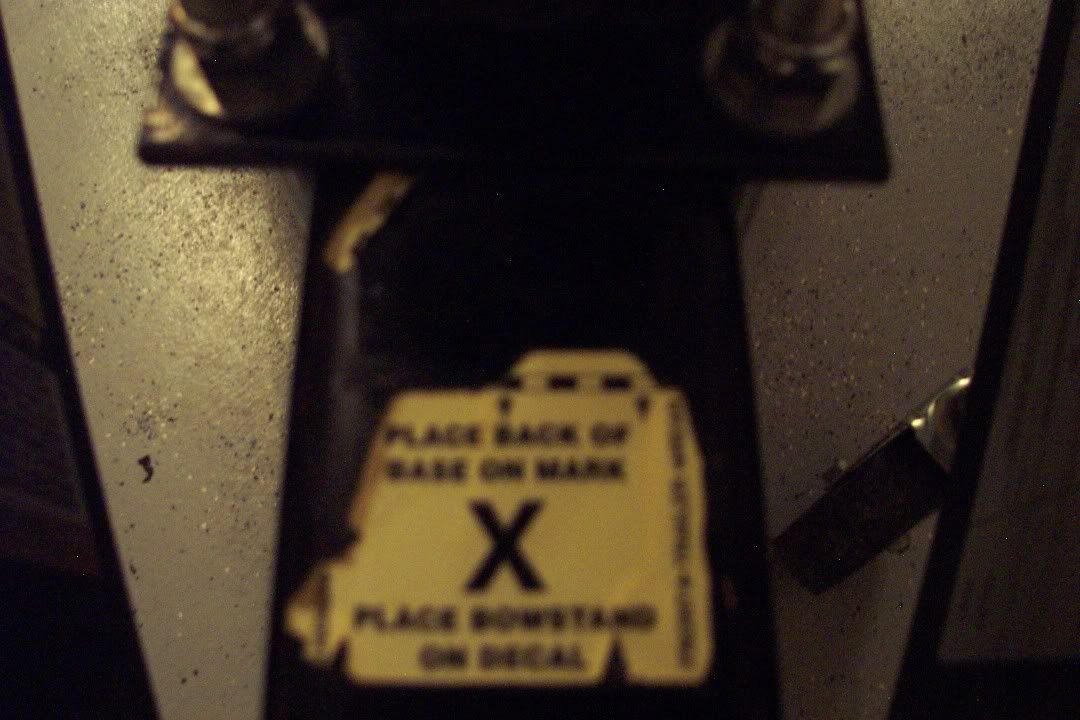 PLACE BACK OF
BASE ON MARK
X
PLACE BOWSTAND
ON DECAL